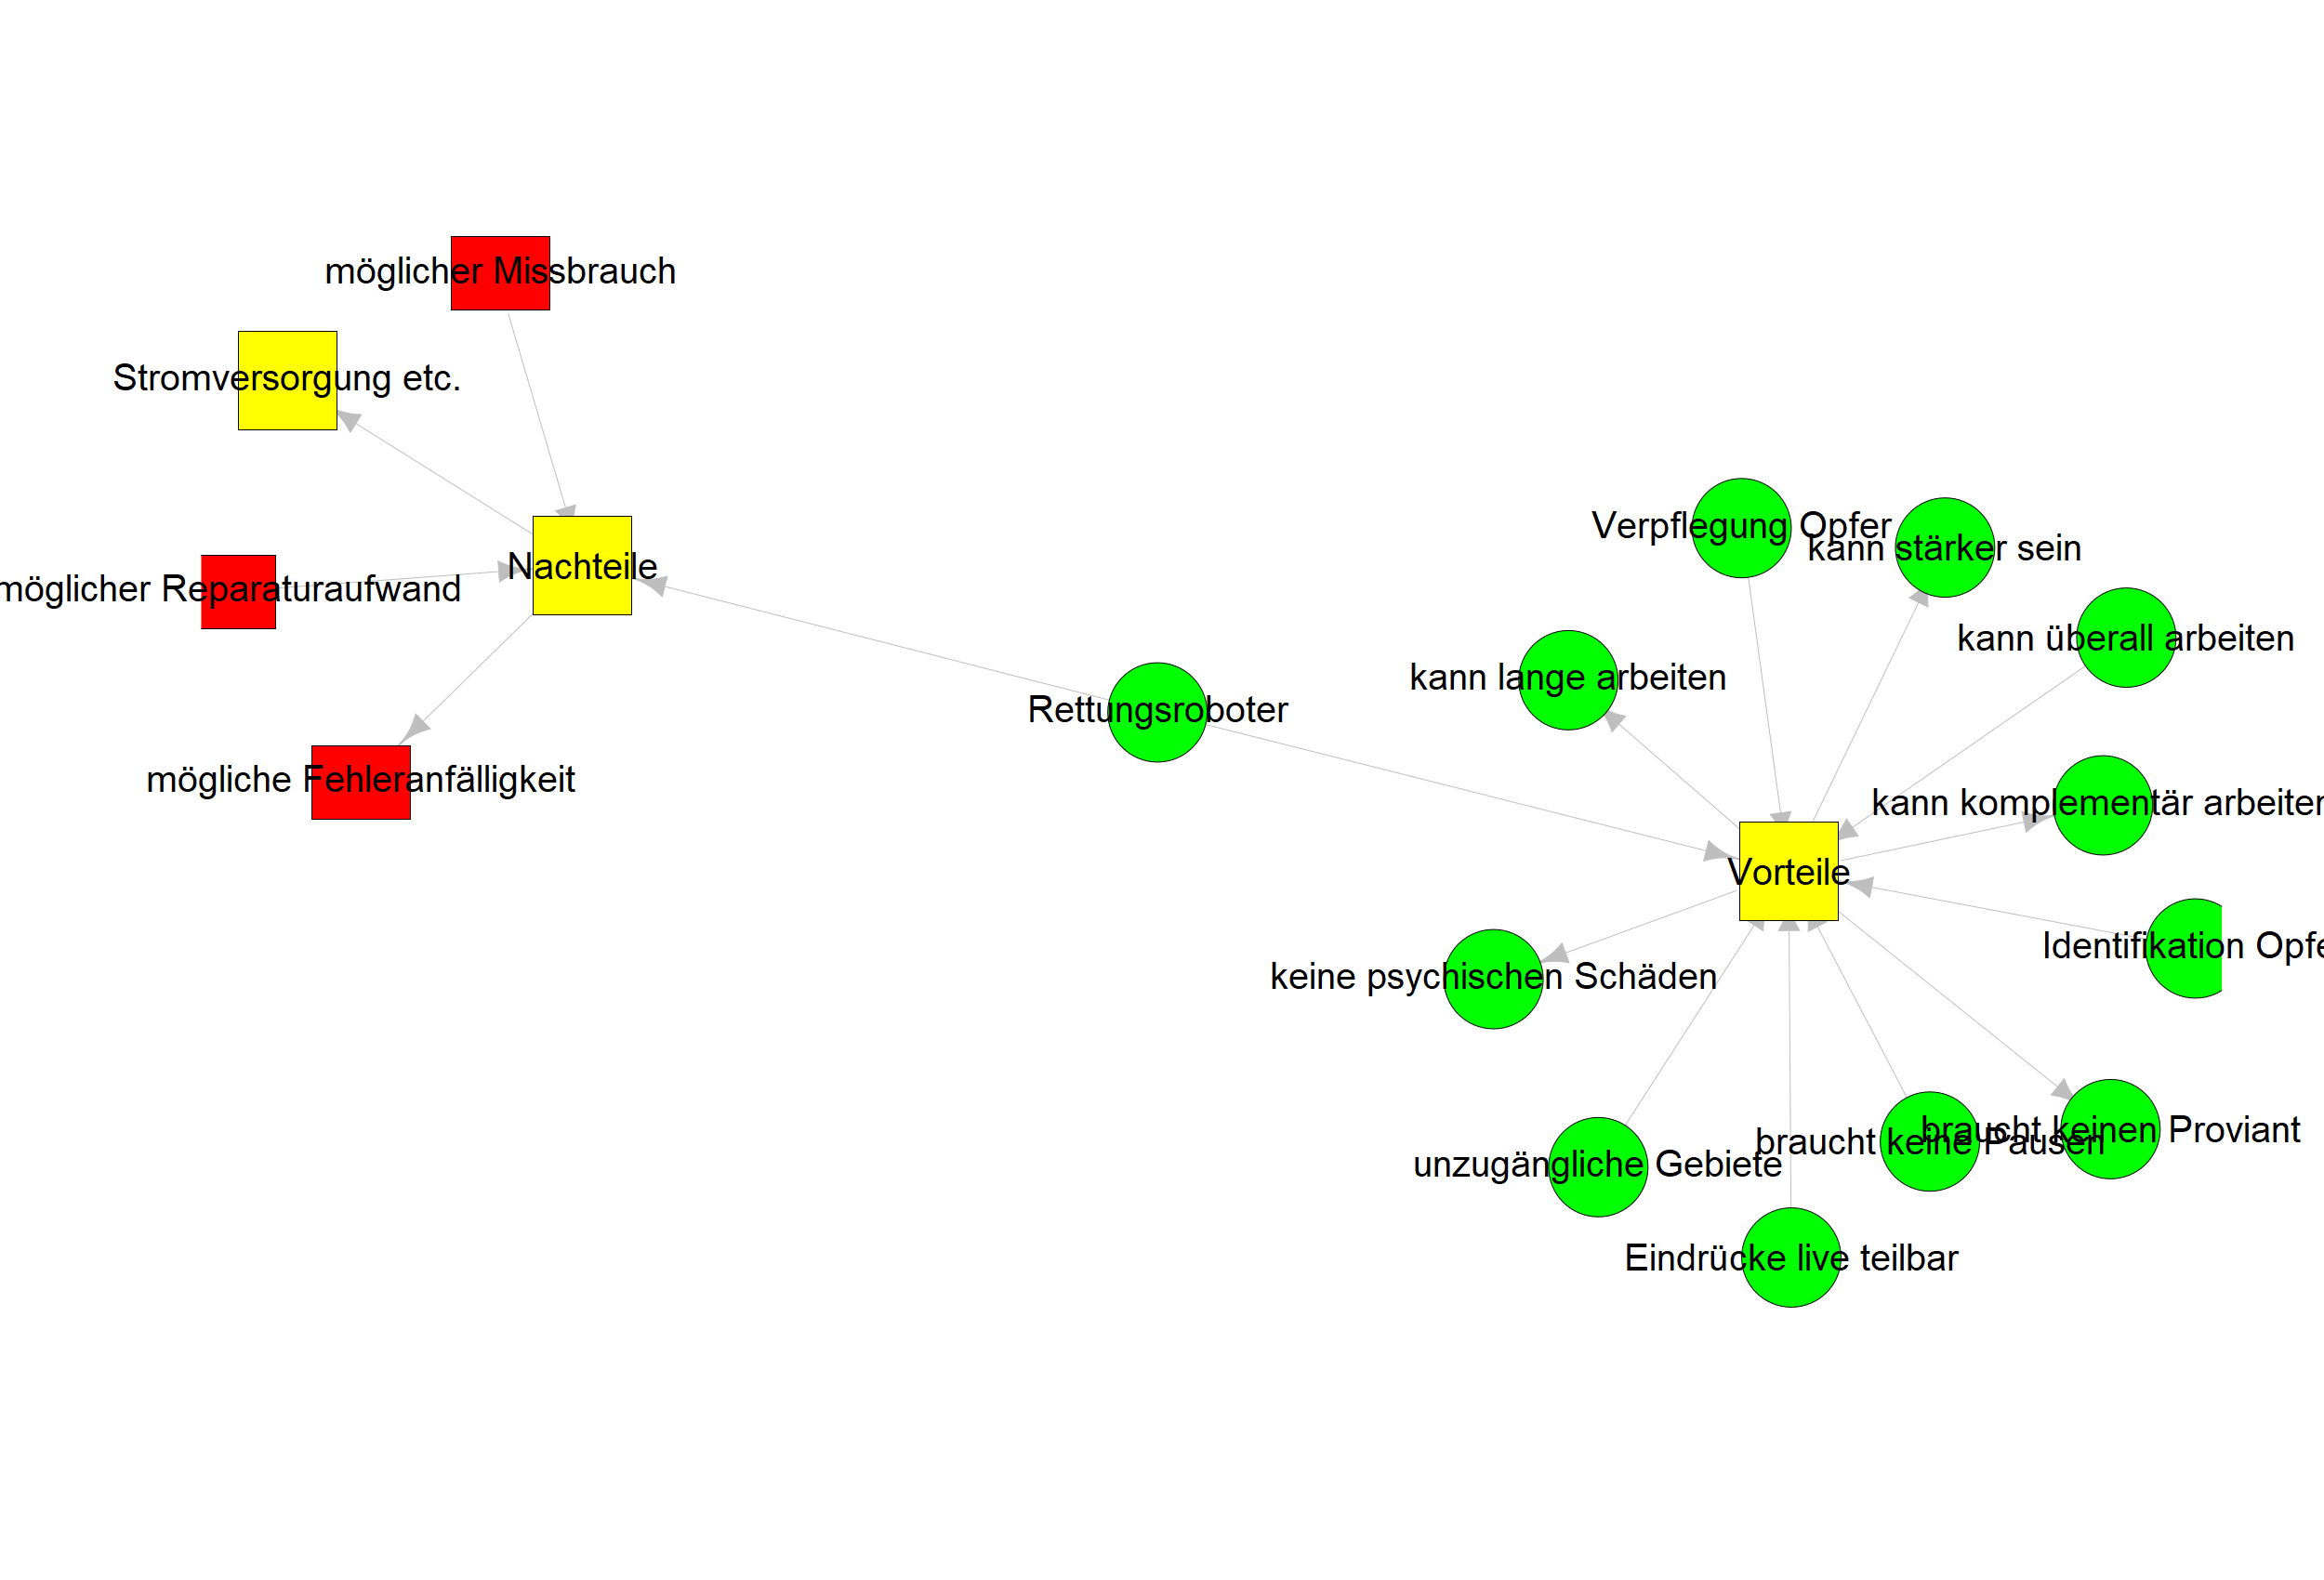 möglicher Missbrauch
Stromversorgung etc.
Nachteile
möglicher Reparaturaufwand
mögliche Fehleranfälligkeit
Rettungsroboter
Verpflegung Opfer
kann stärker sein
kann überall arbeiten
kann lange arbeiten
kann komplementär arbeiten
Vorteile
Identifikation Opfe
keine psychischen Schäden
braucht keinen Proviant
braucht keine Pausen
unzugängliche Gebiete
Eindrücke live teilbar